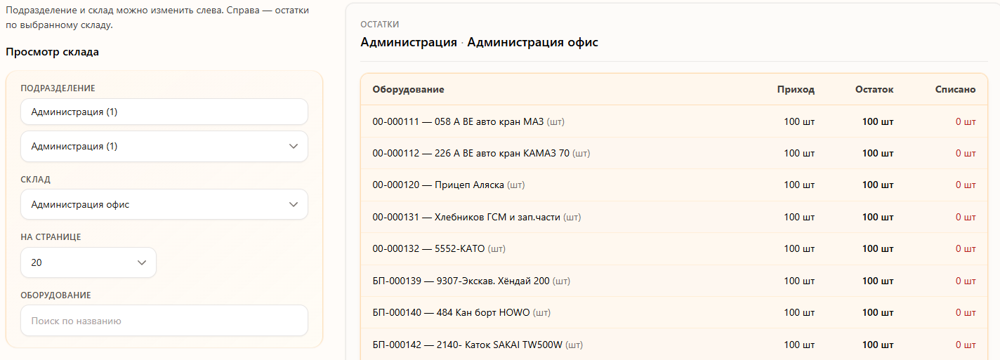 Подразделение и склад можно изменить слева. Справа — остатки
по выбранному складу.
Просмотр склада
ПОДРАЗДЕЛЕНИЕ
Администрация (1)
Администрация (1)
СКЛАД
Администрация офис
НА СТРАНИЦЕ
20
ОБОРУДОВАНИЕ
Поиск по названию
ОСТАТКИ
Администрация · Администрация офис
Оборудование Приход Остаток Списано
00-000111 — 058 А ВЕ авто кран МАЗ (шт) 100 шт 100 шт 0 шт
00-000112 — 226 А ВЕ авто кран КАМАЗ 70 (шт) 100 шт 100 шт 0 шт
00-000120 — Прицеп Аляска (шт) 100 шт 100 шт 0 шт
00-000131 — Хлебников ГСМ и зап.части (шт) 100 шт 100 шт 0 шт
00-000132 — 5552-КАТО (шт) 100 шт 100 шт 0 шт
БП-000139 — 9307-Экскав. Хёндай 200 (шт) 100 шт 100 шт 0 шт
БП-000140 — 484 Кан борт HOWO (шт) 100 шт 100 шт 0 шт
БП-000142 — 2140- Каток SAKAI TW500W (шт) 100 шт 100 шт 0 шт